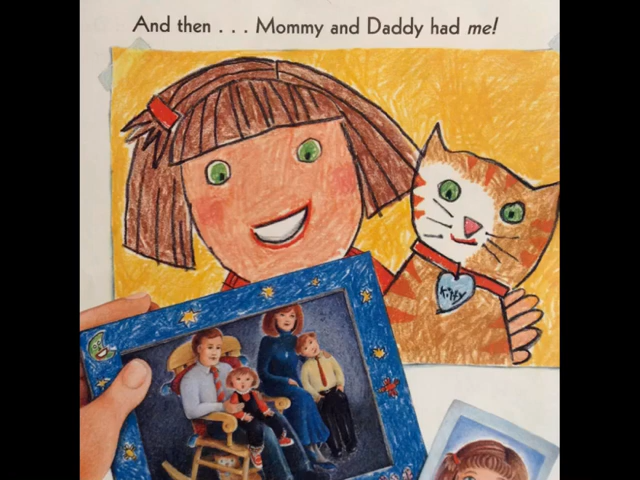 And then . . . Mommy and Daddy had me!
Kitty